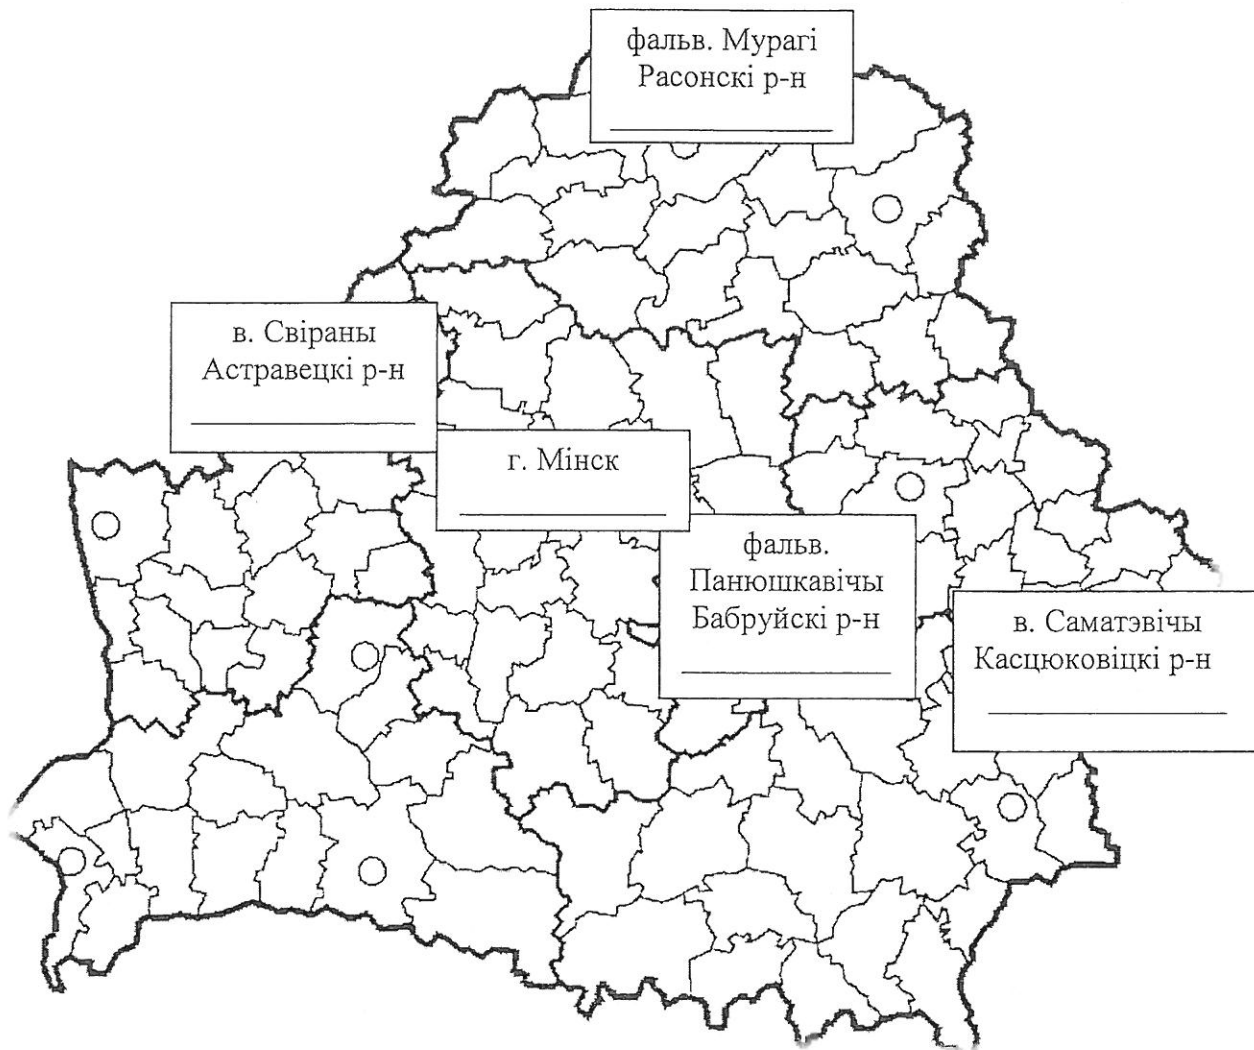 фальв. Мурагі
Расонскі р-н
в. Свіраны
Астравецкі р-н
г. Мінск
фальв.
Панюшкавічы
Бабруйскі р-н
в. Саматэвічы
Касцюковіцкі р-н